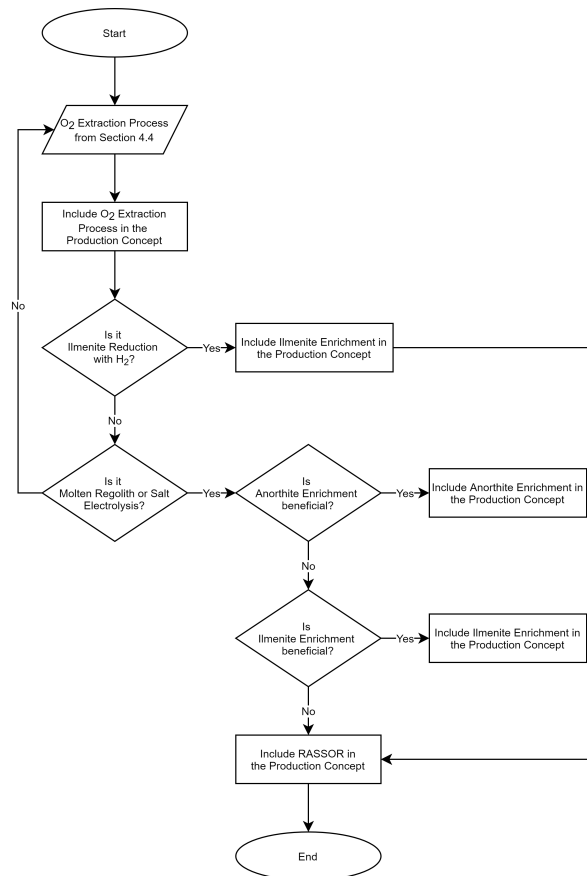 Start
O2 Extraction Process
from Section 4.4
Include O2 Extraction
Process in the
Production Concept
No
Is it
Ilmenite Reduction
with H2?
Yes
Include Ilmenite Enrichment in
the Production Concept
No
Is it
Molten Regolith or Salt
Electrolysis?
Yes
Is
Anorthite Enrichment
beneficial?
Yes
Include Anorthite Enrichment in
the Production Concept
No
Is
Ilmenite Enrichment
beneficial?
Yes
Include Ilmenite Enrichment in
the Production Concept
No
Include RASSOR in
the Production Concept
End